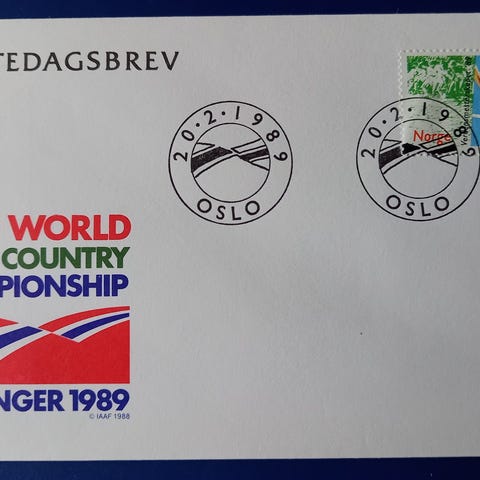 TEDAGSBREV
20·2·1989
OSLO
20·2·1989
OSLO
Norge
WORLD
COUNTRY
PIONSHIP
NGER 1989
© IAAF 1988